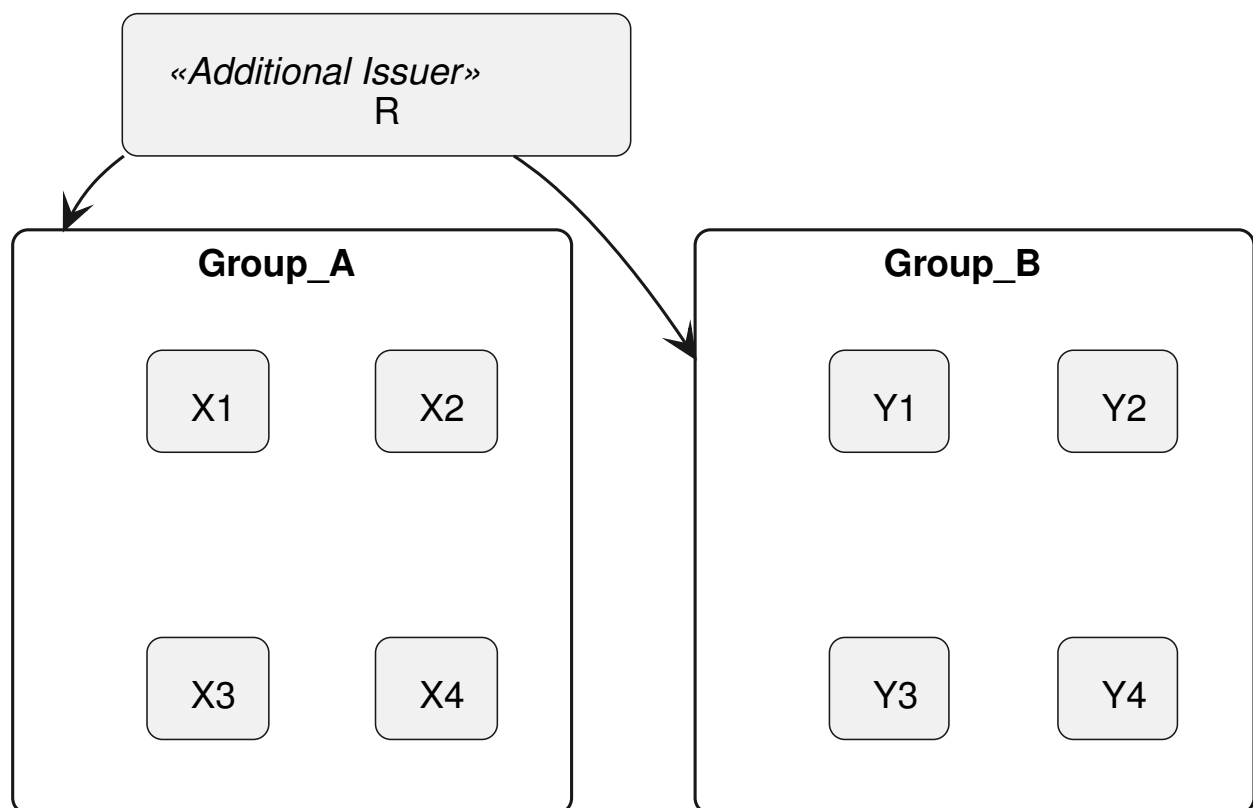 «Additional Issuer»
R
Group_A
Group_B
X1
X2
Y1
Y2
X3
X4
Y3
Y4